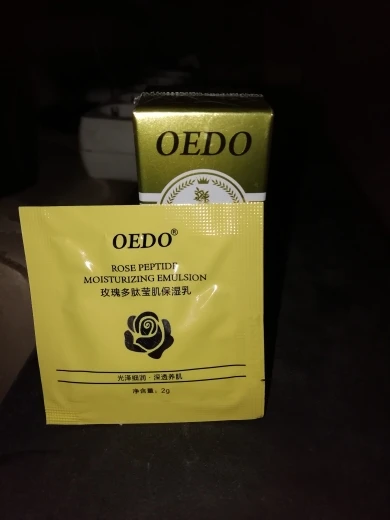 OEDO
OEDO®
ROSE PEPTIDE
MOISTURIZING EMULSION
玫瑰多肽莹肌保湿乳
光泽细润·深透养肌
净含量：2g